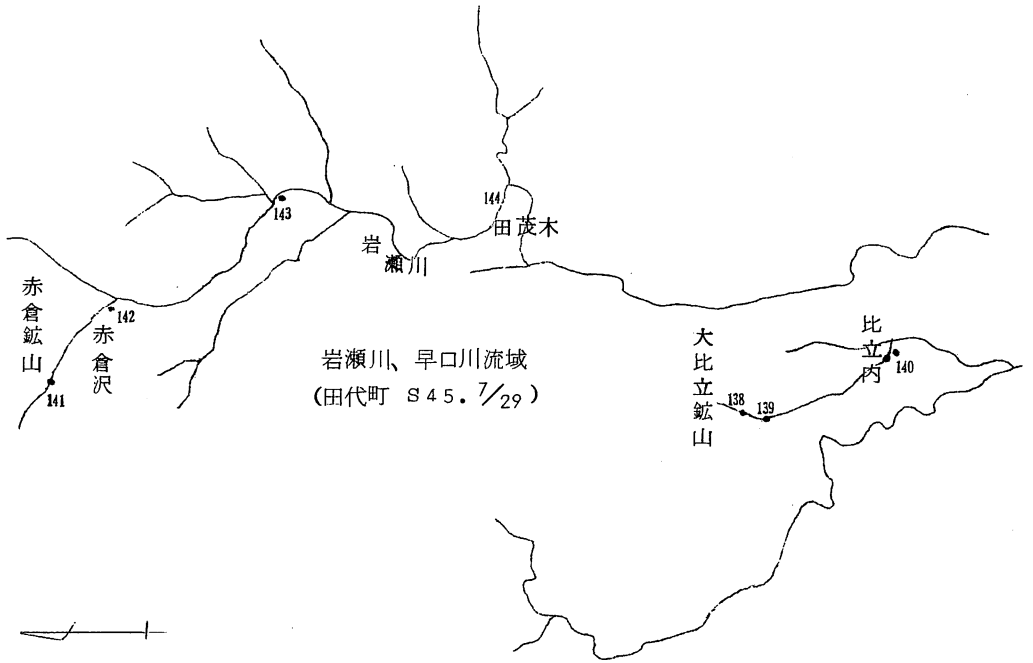 144
143
田茂木
岩瀬川
赤倉鉱山
142
赤倉沢
141
岩瀬川、早口川流域
(田代町 S45.7/29)
大比立鉱山
比立内
140
138
139